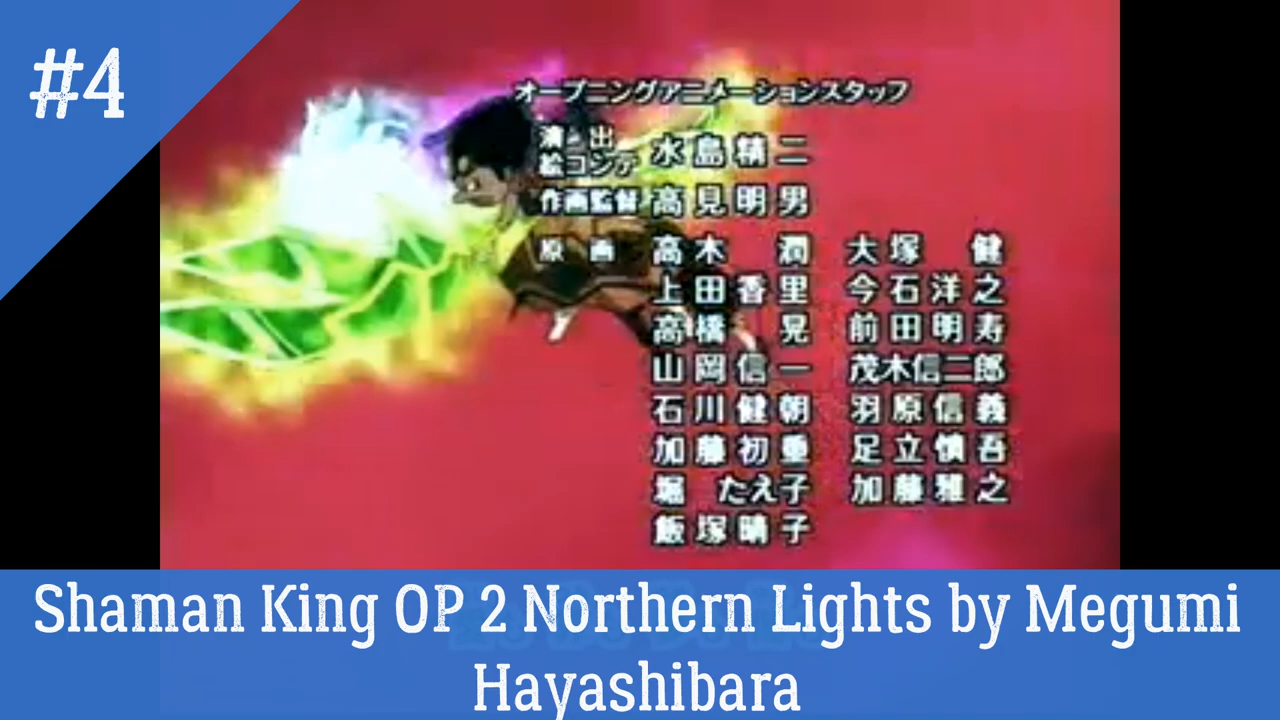 #4
オープニングアニメーションスタッフ
演 出
絵コンテ 水島精二
作画監督 高見明男
原 画 高木 潤 大塚 健
上田香里 今石洋之
高橋 晃 前田明寿
山岡信一 茂木信二郎
石川健朝 羽原信義
加藤初重 足立慎吾
堀 たえ子 加藤雅之
飯塚晴子
Shaman King OP 2 Northern Lights by Megumi
Hayashibara